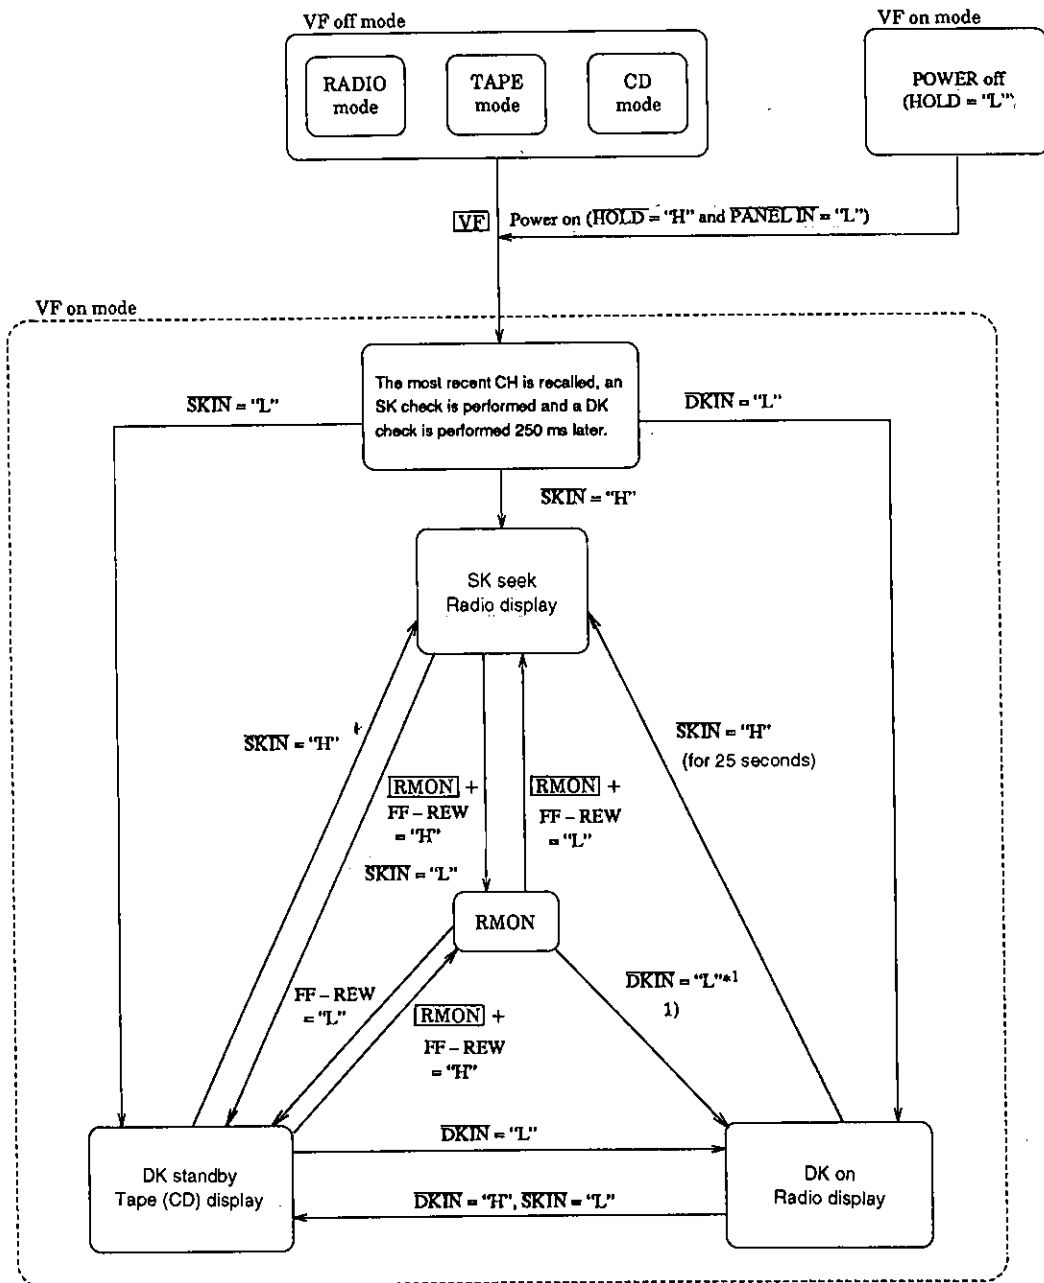 VF off mode
VF on mode
RADIO
mode
TAPE
mode
CD
mode
POWER off
(HOLD = “L”)
VF
Power on (HOLD = “H” and PANEL IN = “L”)
VF on mode
The most recent CH is recalled, an
SK check is performed and a DK
check is performed 250 ms later.
SKIN = “L”
DKIN = “L”
SKIN = “H”
SK seek
Radio display
SKIN = “H”
SKIN = “H”
(for 25 seconds)
RMON +
FF – REW
= “H”
RMON +
FF – REW
= “L”
SKIN = “L”
RMON
FF – REW
= “L”
RMON +
FF – REW
= “H”
DKIN = “L”*1
1)
DK standby
Tape (CD) display
DKIN = “L”
DKIN = “H”, SKIN = “L”
DK on
Radio display